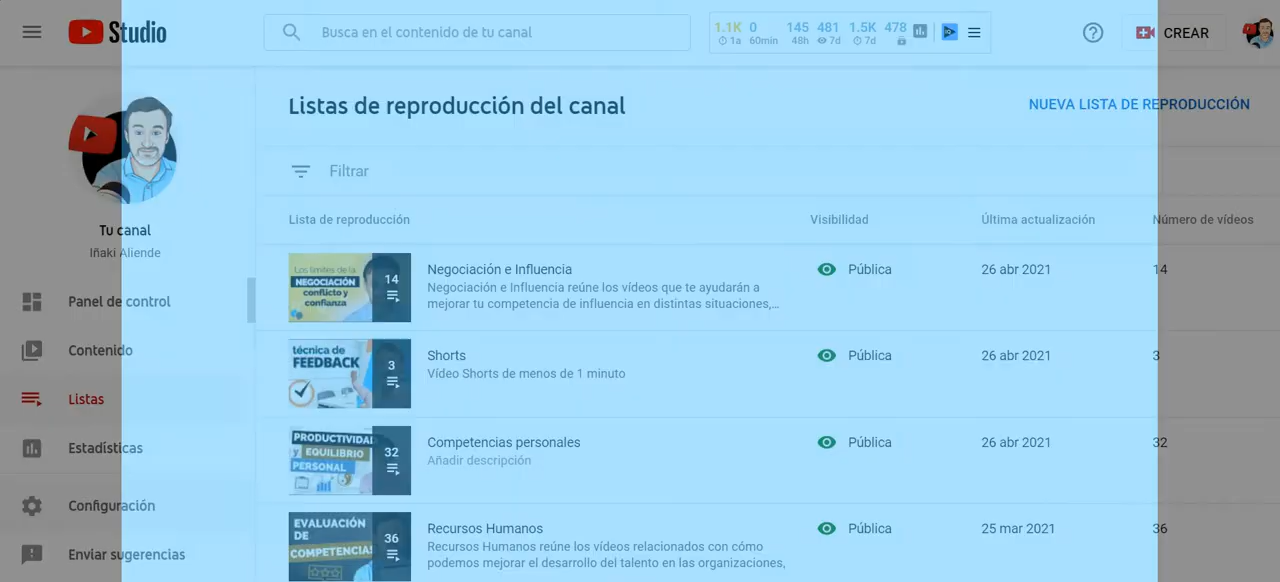 Studio
Busca en el contenido de tu canal
1.1K 0 145 481 1.5K 478
1a 60min 48h 7d 7d
CREAR
Listas de reproducción del canal
NUEVA LISTA DE REPRODUCCIÓN
Filtrar
Tu canal
Iñaki Aliende
Panel de control
Contenido
Listas
Estadísticas
Configuración
Enviar sugerencias
Lista de reproducción Visibilidad Última actualización Número de vídeos
Los límites de la
NEGOCIACIÓN
conflicto y
confianza
14
Negociación e Influencia
Negociación e Influencia reúne los vídeos que te ayudarán a
mejorar tu competencia de influencia en distintas situaciones,...
Pública 26 abr 2021 14
técnica de
FEEDBACK
3
Shorts
Vídeo Shorts de menos de 1 minuto
Pública 26 abr 2021 3
PRODUCTIVIDAD
Y EQUILIBRIO
PERSONAL
32
Competencias personales
Añadir descripción
Pública 26 abr 2021 32
EVALUACIÓN
DE
COMPETENCIAS
36
Recursos Humanos
Recursos Humanos reúne los vídeos relacionados con cómo
podemos mejorar el desarrollo del talento en las organizaciones,
Pública 25 mar 2021 36